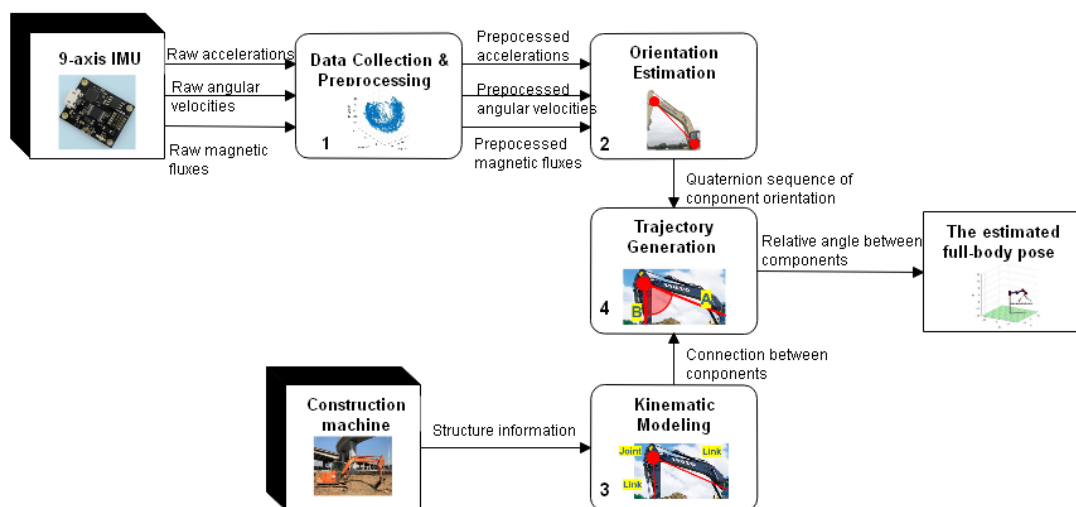 9-axis IMU
Raw accelerations
Raw angular
velocities
Raw magnetic
fluxes
Data Collection &
Preprocessing
1
Prepocessed
accelerations
Prepocessed
angular velocities
Prepocessed
magnetic fluxes
Orientation
Estimation
2
Quaternion sequence of
conponent orientation
Trajectory
Generation
A
B
4
Relative angle between
components
The estimated
full-body pose
Connection between
conponents
Construction
machine
Structure information
Kinematic
Modeling
Joint
Link
Link
3